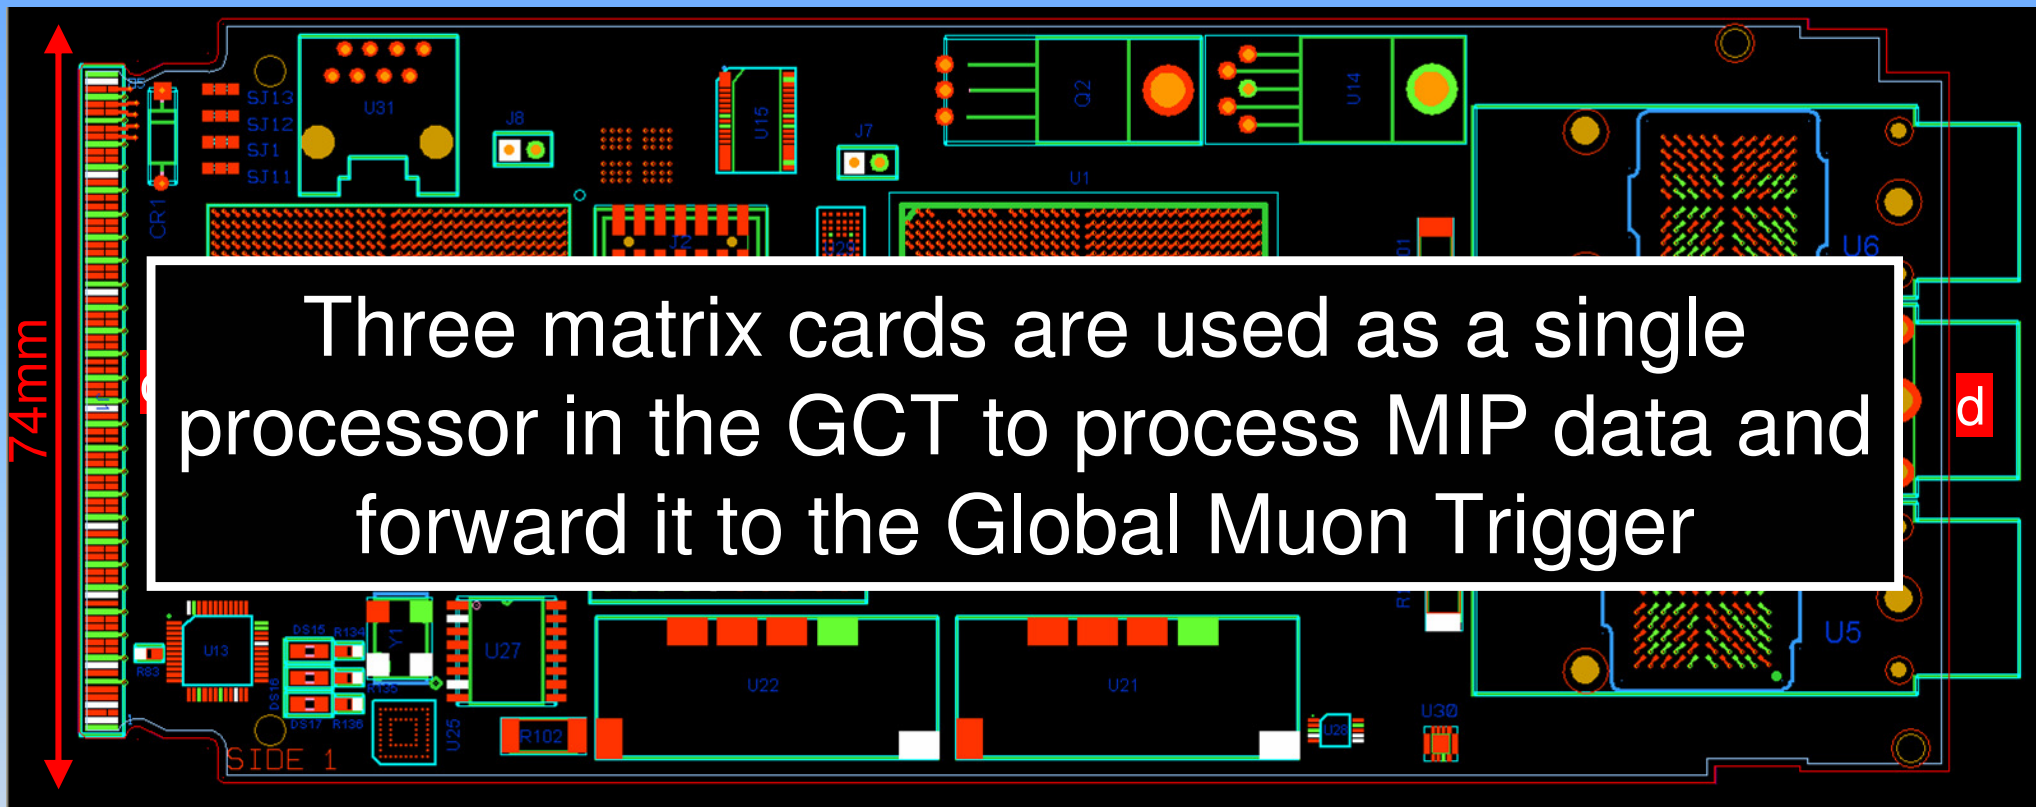 SJ13
U31
SJ12
SJ1
SJ11
CR1
J8
U15
J7
Q2
U14
U1
J2
U6
74mm
Three matrix cards are used as a single
processor in the GCT to process MIP data and
forward it to the Global Muon Trigger
d
U5
R83
U13
DS15
R134
DS16
R135
DS17
R136
Y1
U27
U25
R102
U22
U21
U28
U30
SIDE 1